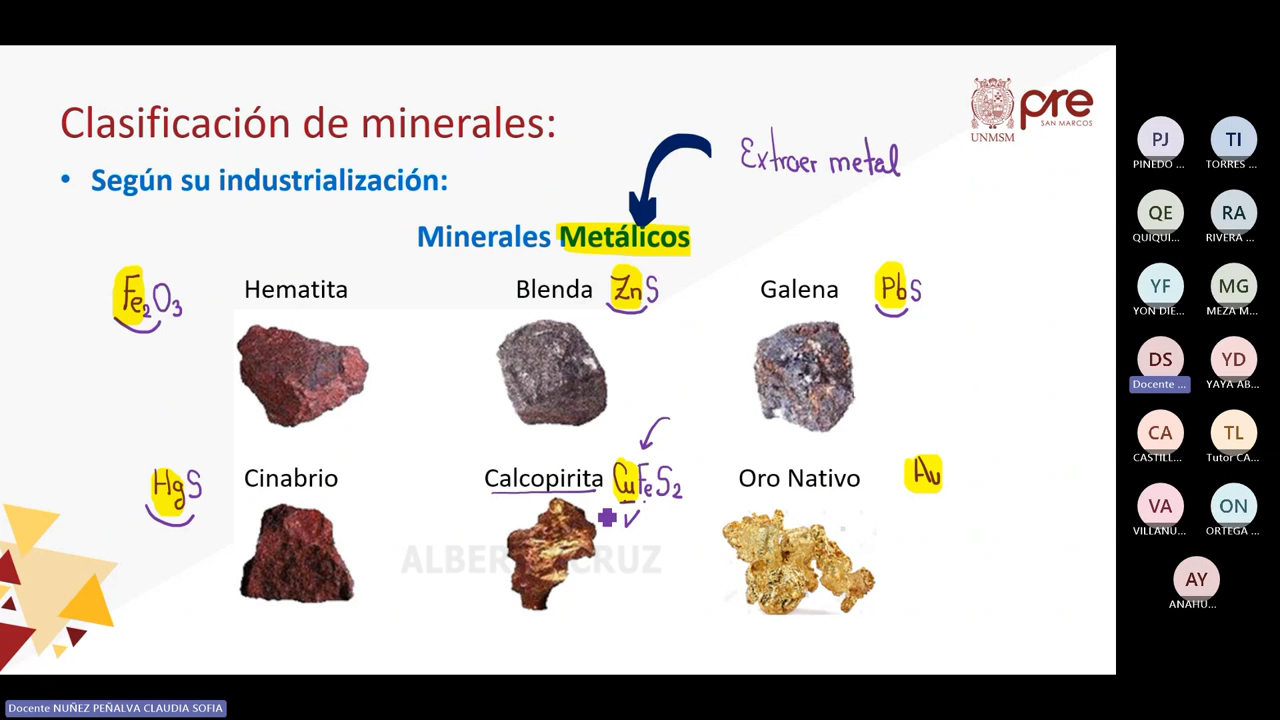 Clasificación de minerales:
pre
SAN MARCOS
UNMSM
Extraer metal
• Según su industrialización:
Minerales Metálicos
Fe2O3
Hematita
Blenda ZnS
Galena PbS
HgS
Cinabrio
Calcopirita CuFeS2
Oro Nativo
Au
ALBER CRUZ
PJ
PINEDO ...
TI
TORRES ...
QE
QUIQUI...
RA
RIVERA ...
YF
YON DIE...
MG
MEZA M...
DS
Docente ...
YD
YAYA AB...
CA
CASTILL...
TL
Tutor CA...
VA
VILLANU...
ON
ORTEGA ...
AY
ANAHU...
Docente NUÑEZ PEÑALVA CLAUDIA SOFIA